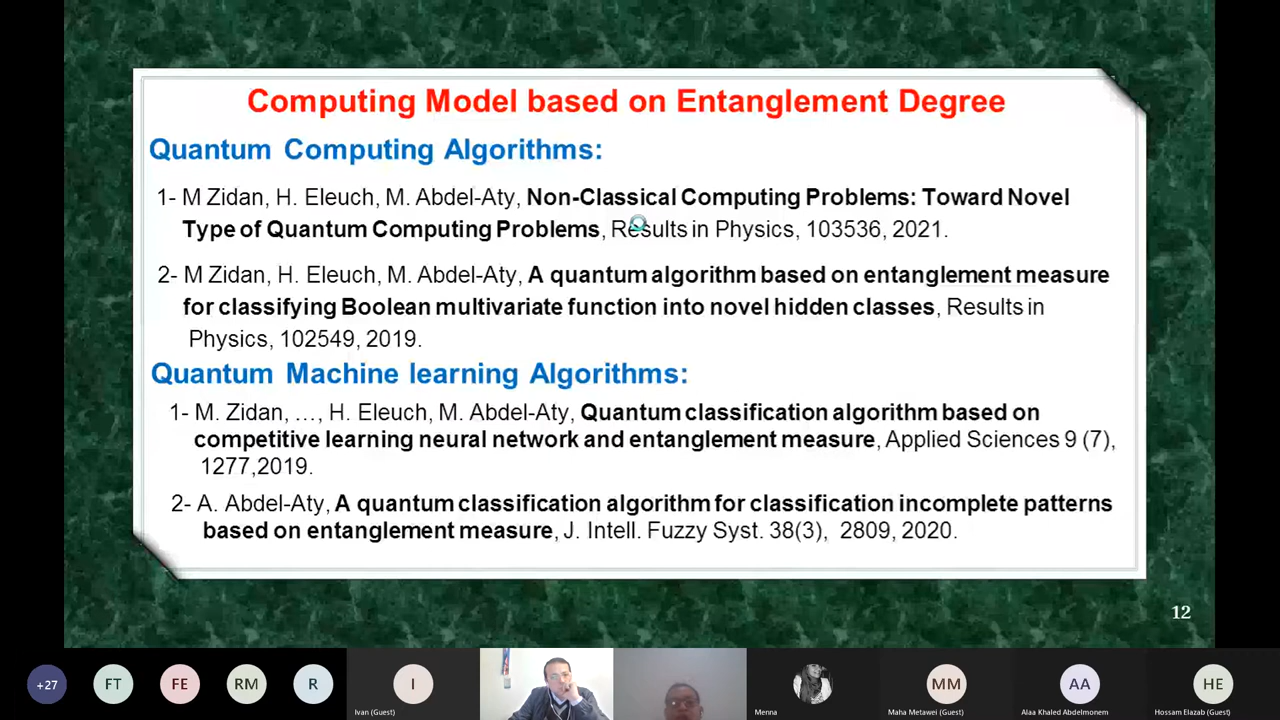 Computing Model based on Entanglement Degree
Quantum Computing Algorithms:
1- M Zidan, H. Eleuch, M. Abdel-Aty, Non-Classical Computing Problems: Toward Novel
Type of Quantum Computing Problems, Results in Physics, 103536, 2021.
2- M Zidan, H. Eleuch, M. Abdel-Aty, A quantum algorithm based on entanglement measure
for classifying Boolean multivariate function into novel hidden classes, Results in
Physics, 102549, 2019.
Quantum Machine learning Algorithms:
1- M. Zidan, …, H. Eleuch, M. Abdel-Aty, Quantum classification algorithm based on
competitive learning neural network and entanglement measure, Applied Sciences 9 (7),
1277,2019.
2- A. Abdel-Aty, A quantum classification algorithm for classification incomplete patterns
based on entanglement measure, J. Intell. Fuzzy Syst. 38(3), 2809, 2020.
12
+27 FT FE RM R I MM AA HE
Ivan (Guest) Menna Maha Metawei (Guest) Alaa Khaled Abdelmonem Hossam Elazab (Guest)